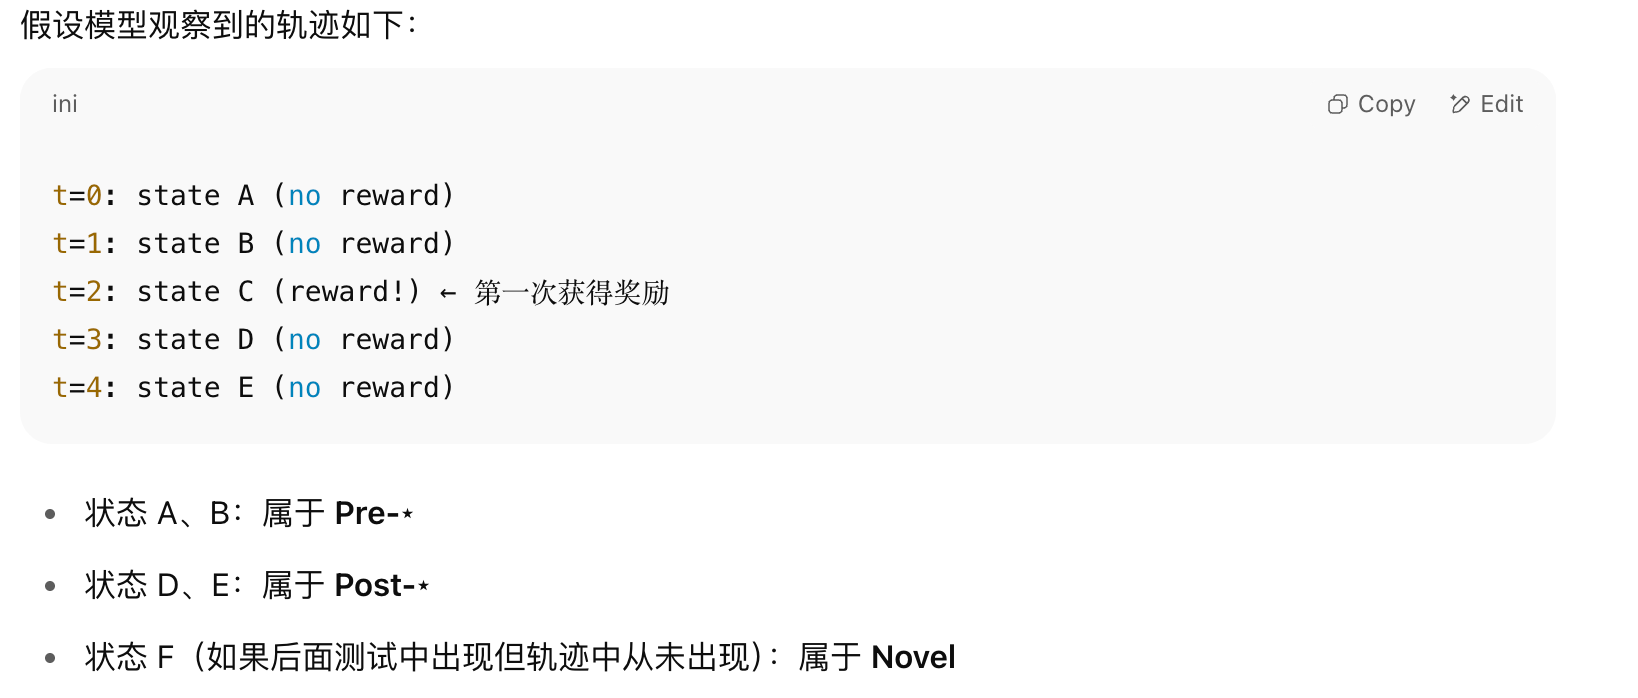 假设模型观察到的轨迹如下：
ini
Copy
Edit
t=0: state A (no reward)
t=1: state B (no reward)
t=2: state C (reward!) ← 第一次获得奖励
t=3: state D (no reward)
t=4: state E (no reward)
• 状态 A、B：属于 Pre-⋆
• 状态 D、E：属于 Post-⋆
• 状态 F（如果后面测试中出现但轨迹中从未出现）：属于 Novel